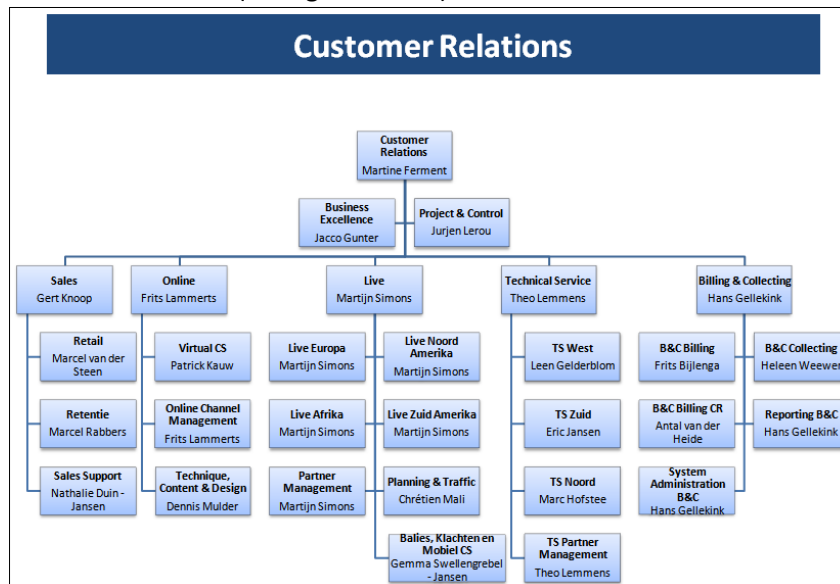 Customer Relations
Customer
Relations
Martine Ferment
Business
Excellence
Jacco Gunter
Project & Control
Jurjen Lerou
Sales
Gert Knoop
Online
Frits Lammerts
Live
Martijn Simons
Technical Service
Theo Lemmens
Billing & Collecting
Hans Gellekink
Retail
Marcel van der
Steen
Virtual CS
Patrick Kauw
Live Europa
Martijn Simons
Live Noord
Amerika
Martijn Simons
TS West
Leen Gelderblom
B&C Billing
Frits Bijlenga
B&C Collecting
Heleen Weewer
Retentie
Marcel Rabbers
Online Channel
Management
Frits Lammerts
Live Afrika
Martijn Simons
Live Zuid Amerika
Martijn Simons
TS Zuid
Eric Jansen
B&C Billing CR
Antal van der
Heide
Reporting B&C
Hans Gellekink
Sales Support
Nathalie Duin -
Jansen
Technique,
Content & Design
Dennis Mulder
Partner
Management
Martijn Simons
Planning & Traffic
Chrétien Mali
TS Noord
Marc Hofstee
System
Administration
B&C
Hans Gellekink
Balies, Klachten en
Mobiel CS
Gemma Swellengrebel
- Jansen
TS Partner
Management
Theo Lemmens